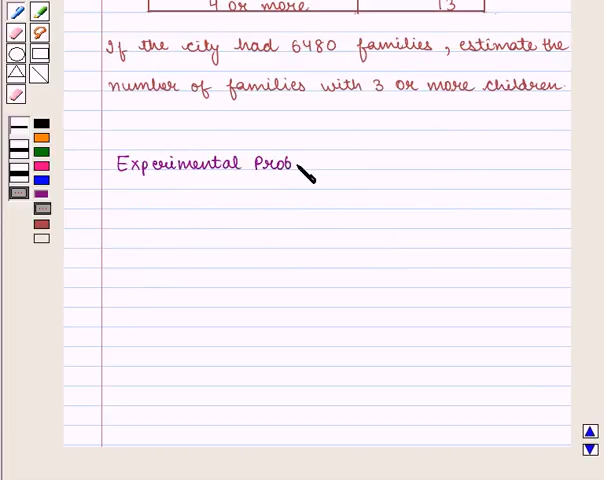 4 or more 13
If the city had 6480 families, estimate the
number of families with 3 or more children.
Experimental Prob